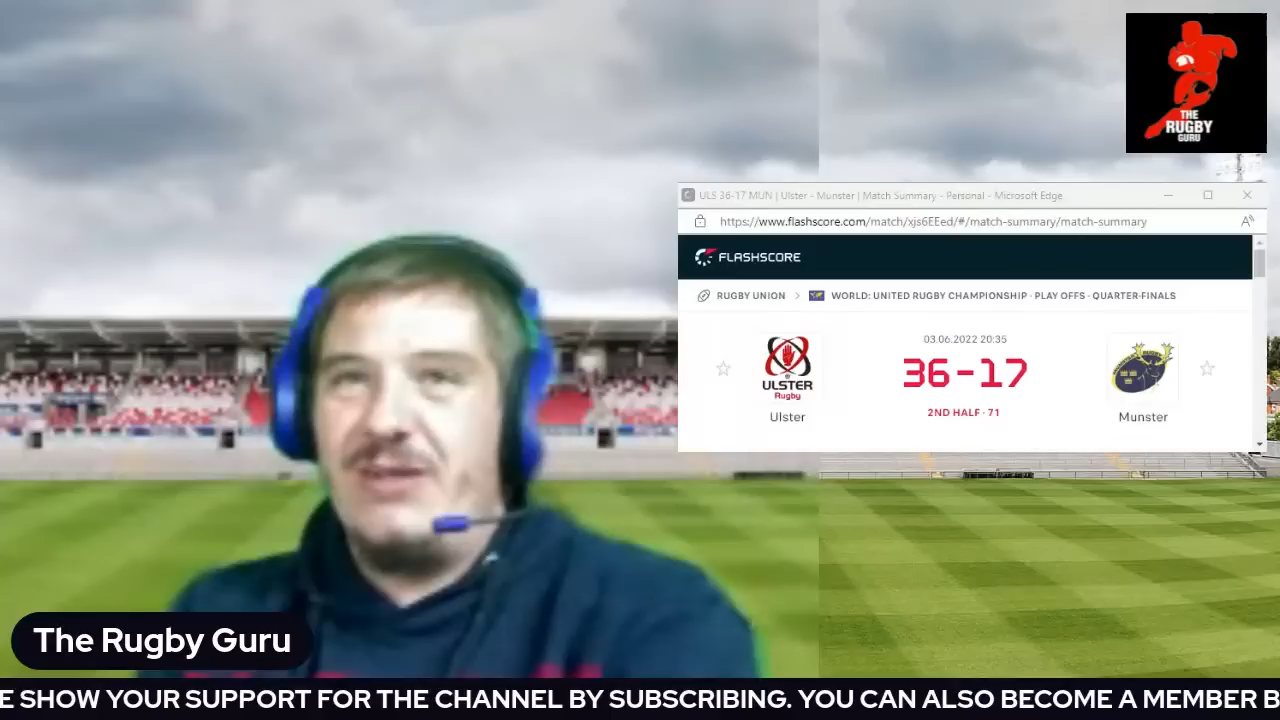 THE
RUGBY
GURU
ULS 36-17 MUN | Ulster - Munster | Match Summary - Personal - Microsoft Edge
https://www.flashscore.com/match/xjs6EEed/#/match-summary/match-summary
FLASHSCORE
RUGBY UNION > WORLD: UNITED RUGBY CHAMPIONSHIP - PLAY OFFS - QUARTER-FINALS
03.06.2022 20:35
36-17
ULSTER
Rugby
2ND HALF · 71
Ulster
Munster
The Rugby Guru
E SHOW YOUR SUPPORT FOR THE CHANNEL BY SUBSCRIBING. YOU CAN ALSO BECOME A MEMBER B